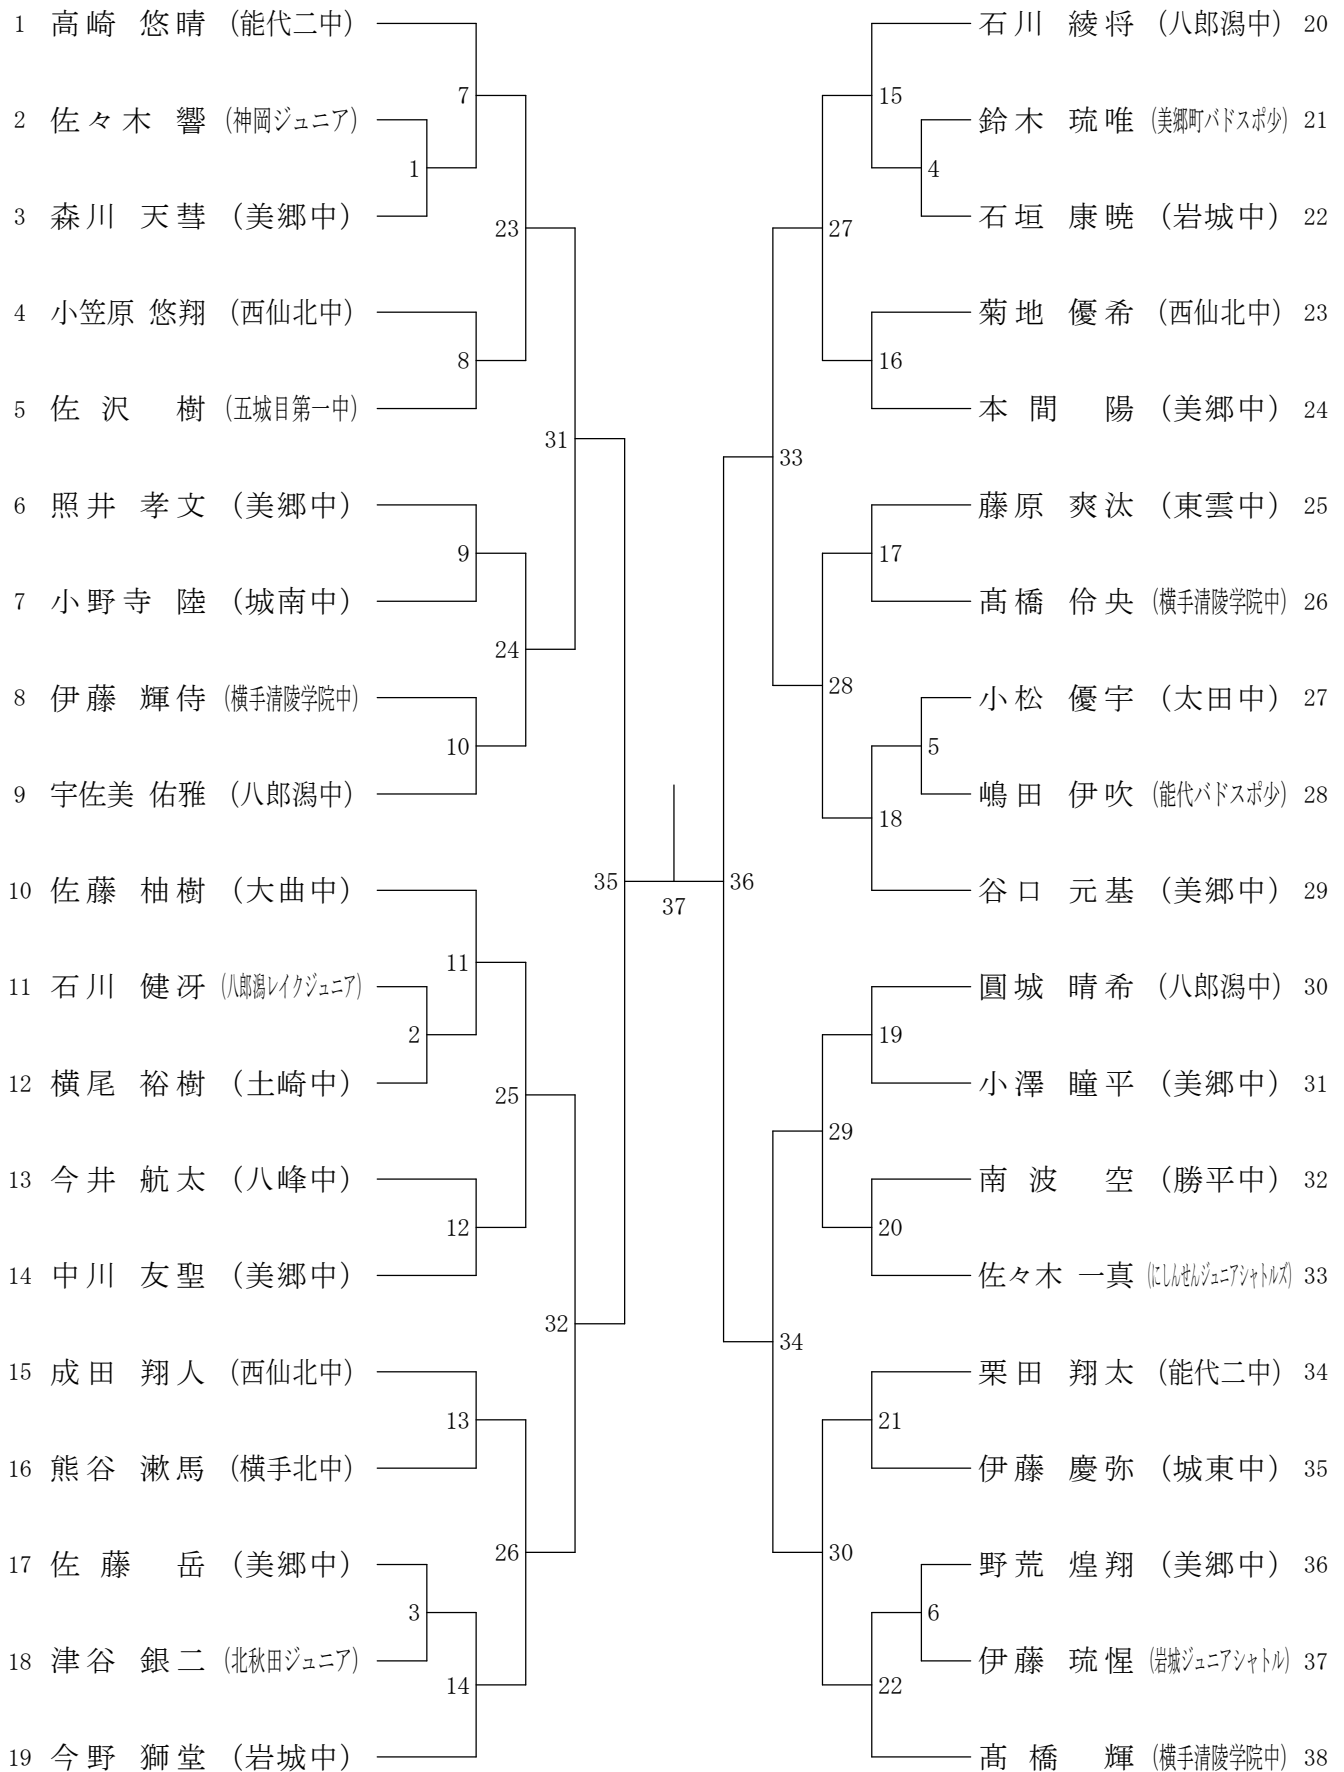 1 高崎 悠晴 (能代二中)
7
2 佐々木 響 (神岡ジュニア)
1
3 森川 天彗 (美郷中)
23
4 小笠原 悠翔 (西仙北中)
8
5 佐沢 樹 (五城目第一中)
31
6 照井 孝文 (美郷中)
9
7 小野寺 陸 (城南中)
24
8 伊藤 輝侍 (横手清陵学院中)
10
9 宇佐美 佑雅 (八郎潟中)
35
10 佐藤 柚樹 (大曲中)
11
11 石川 健冴 (八郎潟レイクジュニア)
2
12 横尾 裕樹 (土崎中)
25
13 今井 航太 (八峰中)
12
14 中川 友聖 (美郷中)
32
15 成田 翔人 (西仙北中)
13
16 熊谷 漱馬 (横手北中)
26
17 佐藤 岳 (美郷中)
3
18 津谷 銀二 (北秋田ジュニア)
14
19 今野 獅堂 (岩城中)
37
石川 綾将 (八郎潟中) 20
15
鈴木 琉唯 (美郷町バドスポ少) 21
4
石垣 康暁 (岩城中) 22
27
菊地 優希 (西仙北中) 23
16
本間 陽 (美郷中) 24
33
藤原 爽汰 (東雲中) 25
17
髙橋 伶央 (横手清陵学院中) 26
28
小松 優宇 (太田中) 27
5
嶋田 伊吹 (能代バドスポ少) 28
18
谷口 元基 (美郷中) 29
36
圓城 晴希 (八郎潟中) 30
19
小澤 瞳平 (美郷中) 31
29
南波 空 (勝平中) 32
20
佐々木 一真 (にしんせんジュニアシャトルズ) 33
34
栗田 翔太 (能代二中) 34
21
伊藤 慶弥 (城東中) 35
30
野荒 煌翔 (美郷中) 36
6
伊藤 琉惺 (岩城ジュニアシャトル) 37
22
髙橋 輝 (横手清陵学院中) 38